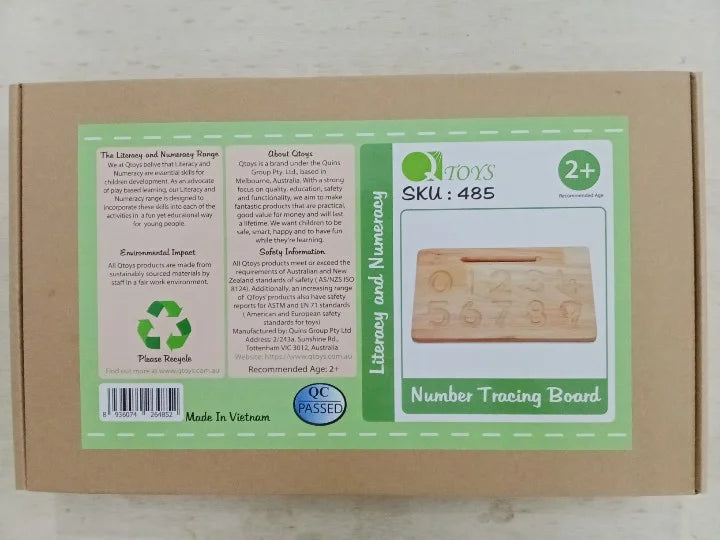 The Literacy and Numeracy Range
We at Qtoys belive that Literacy and
Numeracy are essential skills for
children development. As an advocate
of play based learning, our Literacy and
Numeracy range is designed to
incorporate these skills into each of the
activities in a fun yet educational way
for young people.
Environmental Impact
All Qtoys products are made from
sustainably sourced materials by
staff in a fair work environment.
Please Recycle
Find out more at www.qtoys.com.au
8 936074 264852
Made In Vietnam
About Qtoys
Qtoys is a brand under the Quins
Group Pty. Ltd., based in
Melbourne, Australia. With a strong
focus on quality, education, safety
and functionality, we aim to make
fantastic products that are practical,
good value for money and will last
a lifetime. We want children to be
safe, smart, happy and to have fun
while they're learning.
Safety Information
All Qtoys products meet or exceed the
requirements of Australian and New
Zealand standards of safety ( AS/NZS ISO
8124). Additionally, an increasing range
of Qtoys' products also have safety
reports for ASTM and EN 71 standards
( American and European safety
standards for toys)
Manufactured by: Quins Group Pty Ltd
Address: 2/243a, Sunshine Rd.,
Tottenham VIC 3012, Australia
Website: https://www.qtoys.com.au
Recommended Age: 2+
QC
PASSED
Literacy and Numeracy
Q TOYS
SKU : 485
2+
Recommended Age
0 1 2 3 4
5 6 7 8 9
Number Tracing Board